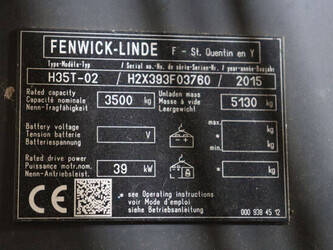 FENWICK-LINDE F - St. Quentin en Y
Type-Modèle-Typ / Serial no.-No. de série-Serien-Nr. / year-année-Baujahr
H35T-02 / H2X393F03760 / 2015
Rated capacity
Capacité nominale 3500 kg
Nenn-Tragfähigkeit
Unladen mass
Masse à vide 5130 kg
Leergewicht
Battery voltage
Tension batterie V
Batteriespannung
max. * kg
min. * kg
Rated drive power
Puissance motr.nom. 39 kW
Nenn-Antriebsleist.
* kg
CE
* see Operating instructions
voir Mode d'emploi
siehe Betriebsanleitung
000 938 45 12